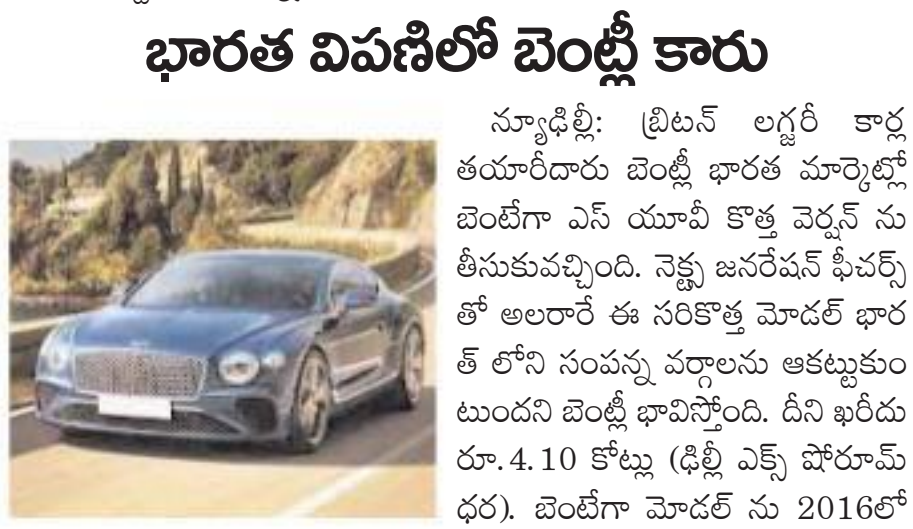 భారత విపణిలో బెంట్లీ కారు
న్యూఢిల్లీ: బ్రిటన్ లగ్జరీ కార్ల
తయారీదారు బెంట్లీ భారత మార్కెట్లో
బెంటేగా ఎస్ యూవీ కొత్త వెర్షన్ ను
తీసుకువచ్చింది. నెక్ట్స జనరేషన్ ఫీచర్స్
తో అలరారే ఈ సరికొత్త మోడల్ భార
త్ లోని సంపన్న వర్గాలను ఆకట్టుకుం
టుందని బెంట్లీ భావిస్తోంది. దీని ఖరీదు
రూ.4.10 కోట్లు (ఢిల్లీ ఎక్స్ షోరూమ్
ధర). బెంటేగా మోడల్ ను 2016లో